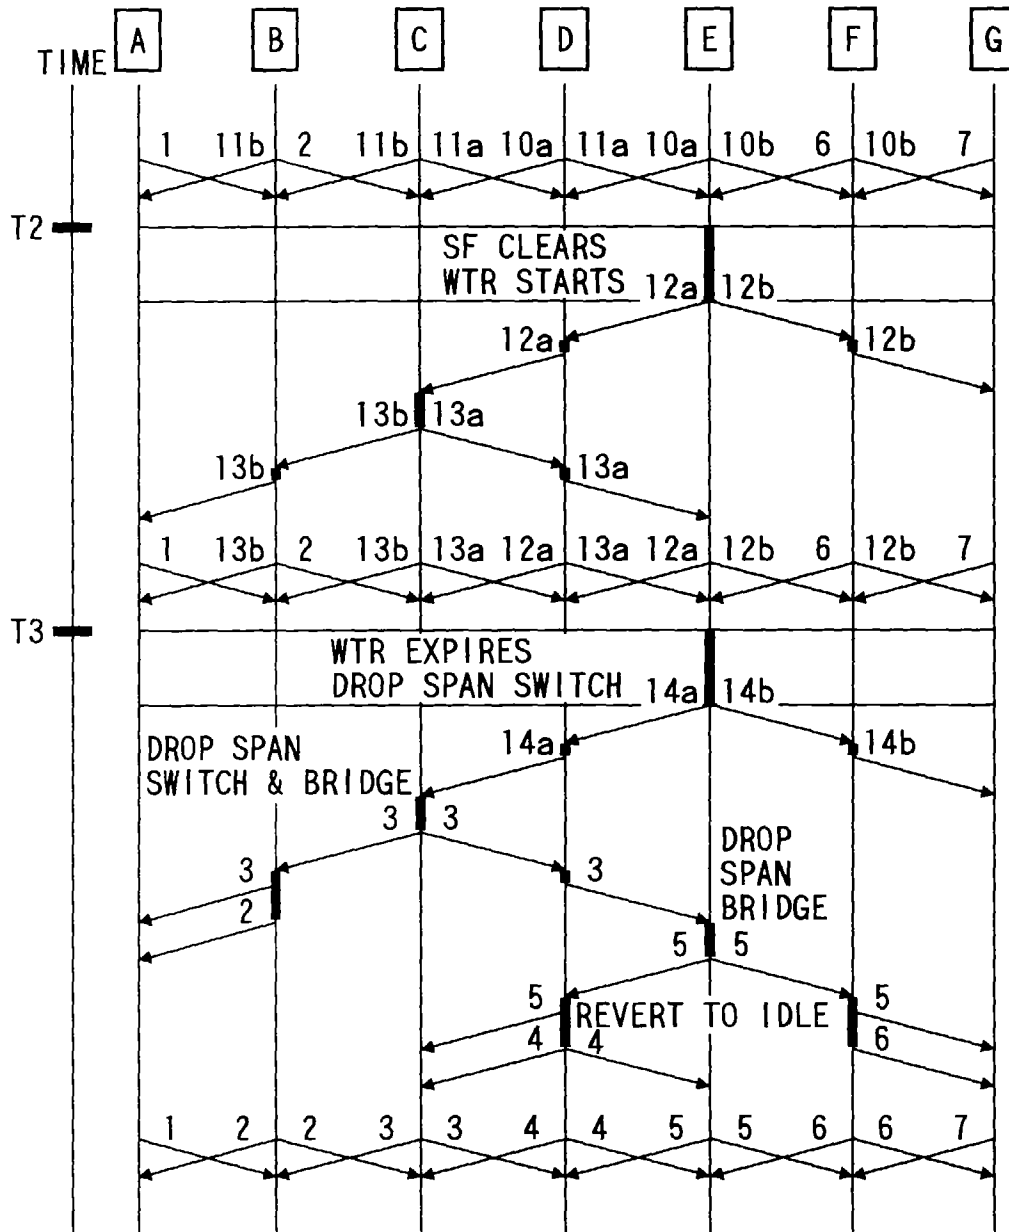 A B C D E F G
TIME
1 11b 2 11b 11a 10a 11a 10a 10b 6 10b 7
T2
SF CLEARS
WTR STARTS 12a 12b
12a 12b
13b 13a
13b 13a
1 13b 2 13b 13a 12a 13a 12a 12b 6 12b 7
T3
WTR EXPIRES
DROP SPAN SWITCH 14a 14b
14a 14b
DROP SPAN
SWITCH & BRIDGE
3 3
DROP
SPAN
BRIDGE
3 3
2
5 5
5 REVERT TO IDLE 5
4 4 6
1 2 2 3 3 4 4 5 5 6 6 7